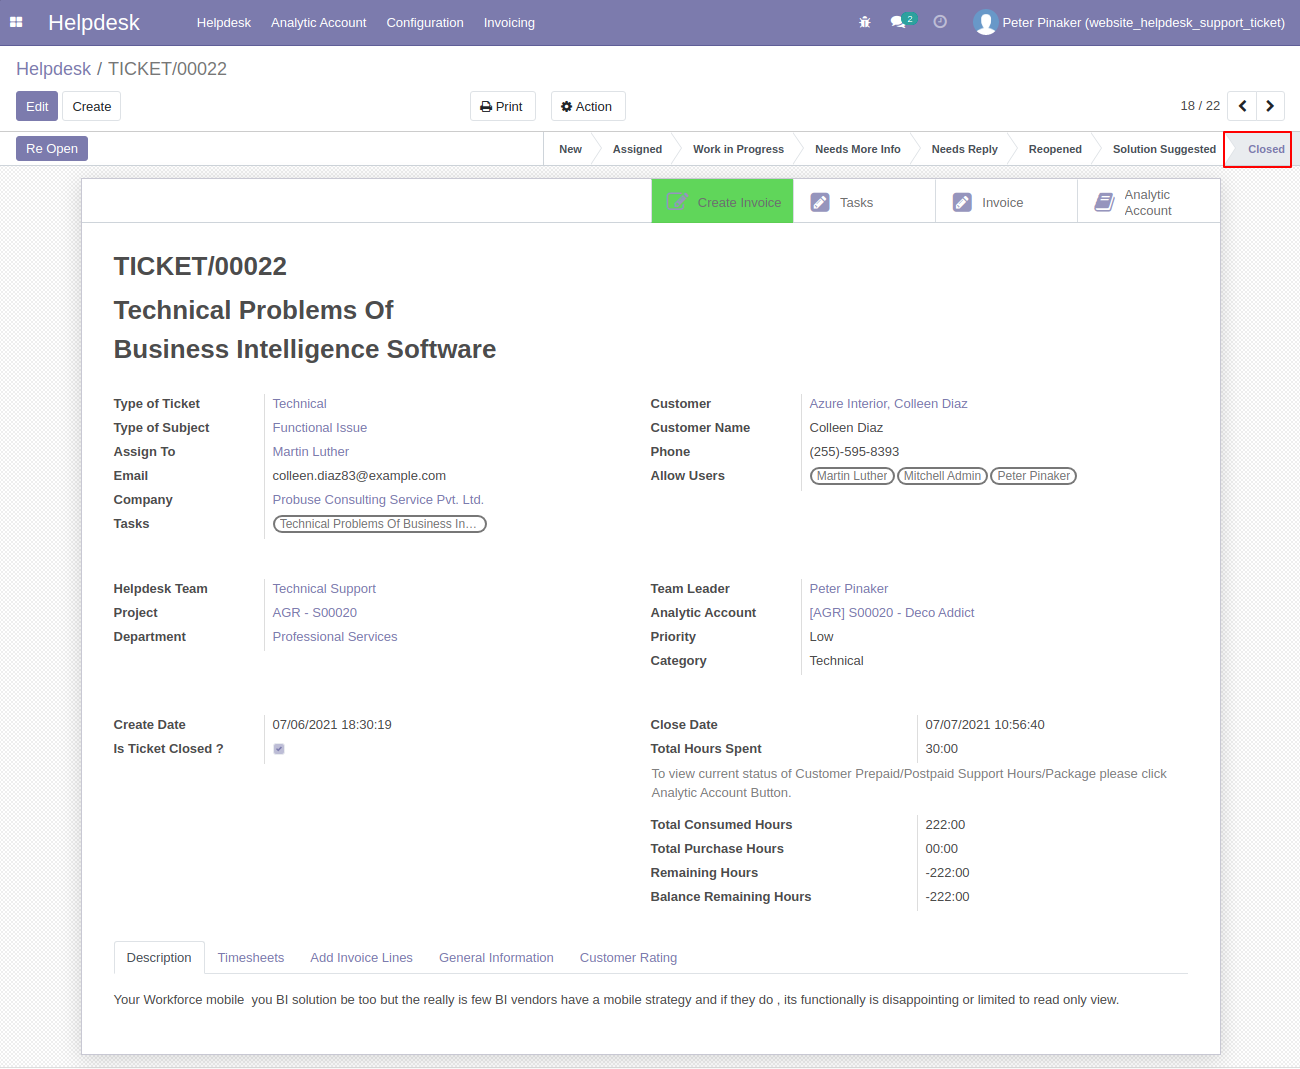 Helpdesk Helpdesk Analytic Account Configuration Invoicing 2 Peter Pinaker (website_helpdesk_support_ticket)
Helpdesk / TICKET/00022
Edit Create Print Action 18 / 22
Re Open New Assigned Work in Progress Needs More Info Needs Reply Reopened Solution Suggested Closed
Create Invoice Tasks Invoice Analytic
Account
TICKET/00022
Technical Problems Of
Business Intelligence Software
Type of Ticket Technical
Type of Subject Functional Issue
Assign To Martin Luther
Email colleen.diaz83@example.com
Company Probuse Consulting Service Pvt. Ltd.
Tasks Technical Problems Of Business In...
Customer Azure Interior, Colleen Diaz
Customer Name Colleen Diaz
Phone (255)-595-8393
Allow Users Martin Luther Mitchell Admin Peter Pinaker
Helpdesk Team Technical Support
Project AGR - S00020
Department Professional Services
Team Leader Peter Pinaker
Analytic Account [AGR] S00020 - Deco Addict
Priority Low
Category Technical
Create Date 07/06/2021 18:30:19
Is Ticket Closed ?
Close Date 07/07/2021 10:56:40
Total Hours Spent 30:00
To view current status of Customer Prepaid/Postpaid Support Hours/Package please click
Analytic Account Button.
Total Consumed Hours 222:00
Total Purchase Hours 00:00
Remaining Hours -222:00
Balance Remaining Hours -222:00
Description Timesheets Add Invoice Lines General Information Customer Rating
Your Workforce mobile  you BI solution be too but the really is few BI vendors have a mobile strategy and if they do , its functionally is disappointing or limited to read only view.